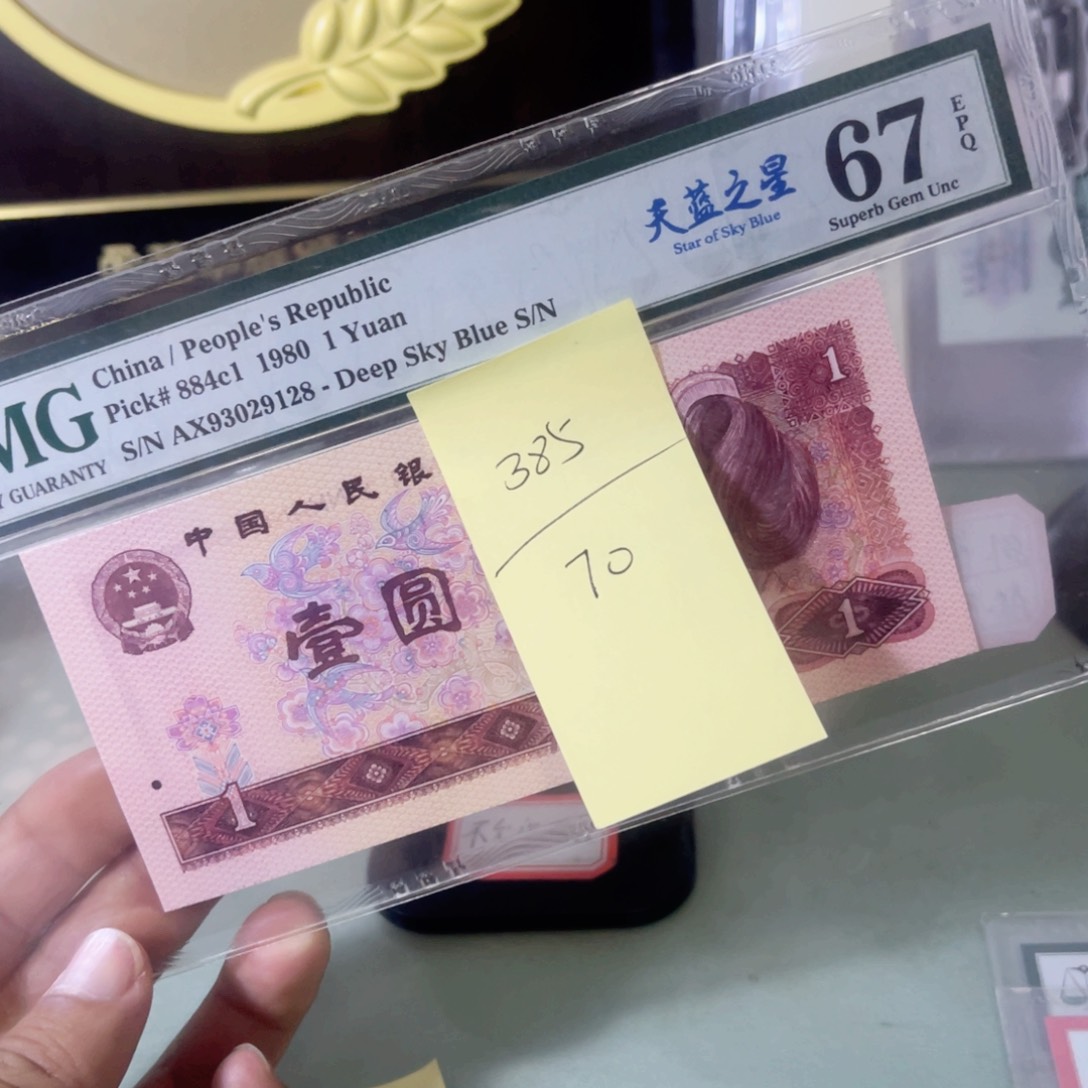 天蓝之星
Star of Sky Blue
67
EPQ
Superb Gem Unc
China / People's Republic
Pick# 884c1 1980 1 Yuan
S/N AX93029128 - Deep Sky Blue S/N
MG
GUARANTY
385
70
中国人民银
壹圆
1
1
1